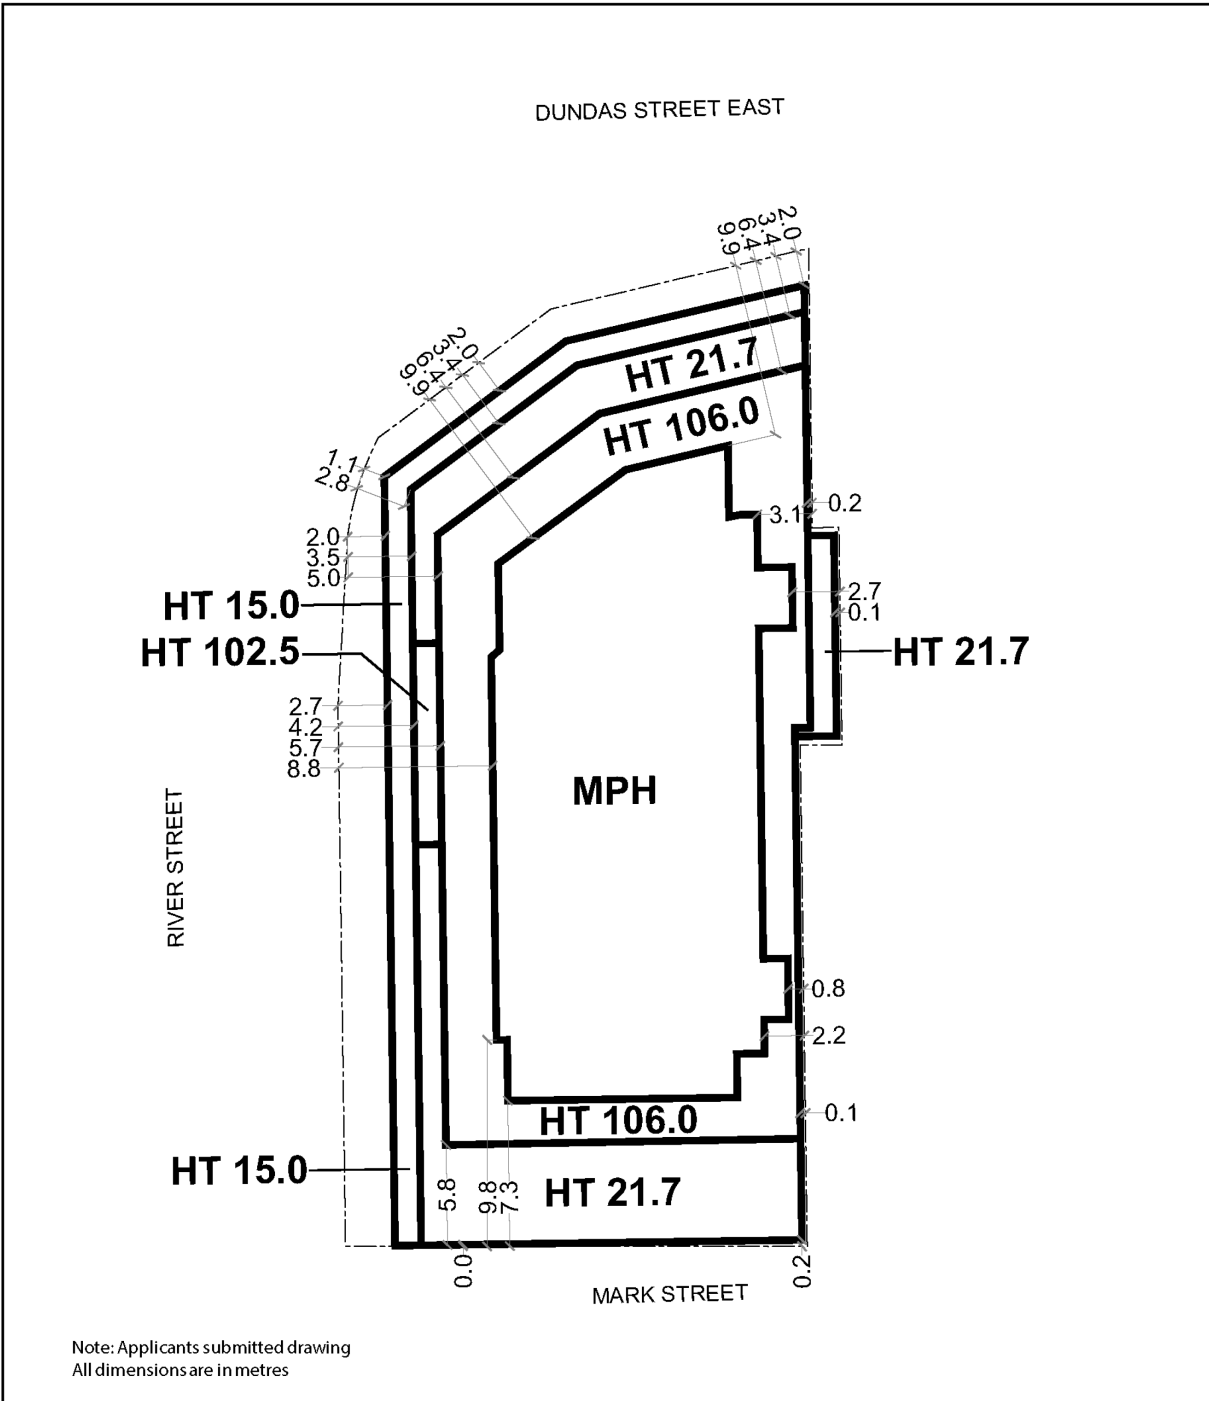 DUNDAS STREET EAST
9.9
6.4
3.4
2.0
2.0
3.4
6.4
9.9
HT 21.7
HT 106.0
1.1
2.8
0.2
3.1
2.0
3.5
5.0
2.7
0.1
HT 15.0
HT 102.5
HT 21.7
2.7
4.2
5.7
8.8
MPH
RIVER STREET
0.8
2.2
0.1
HT 106.0
HT 15.0
5.8
9.8
7.3
HT 21.7
0.0
0.2
MARK STREET
Note: Applicants submitted drawing
All dimensions are in metres